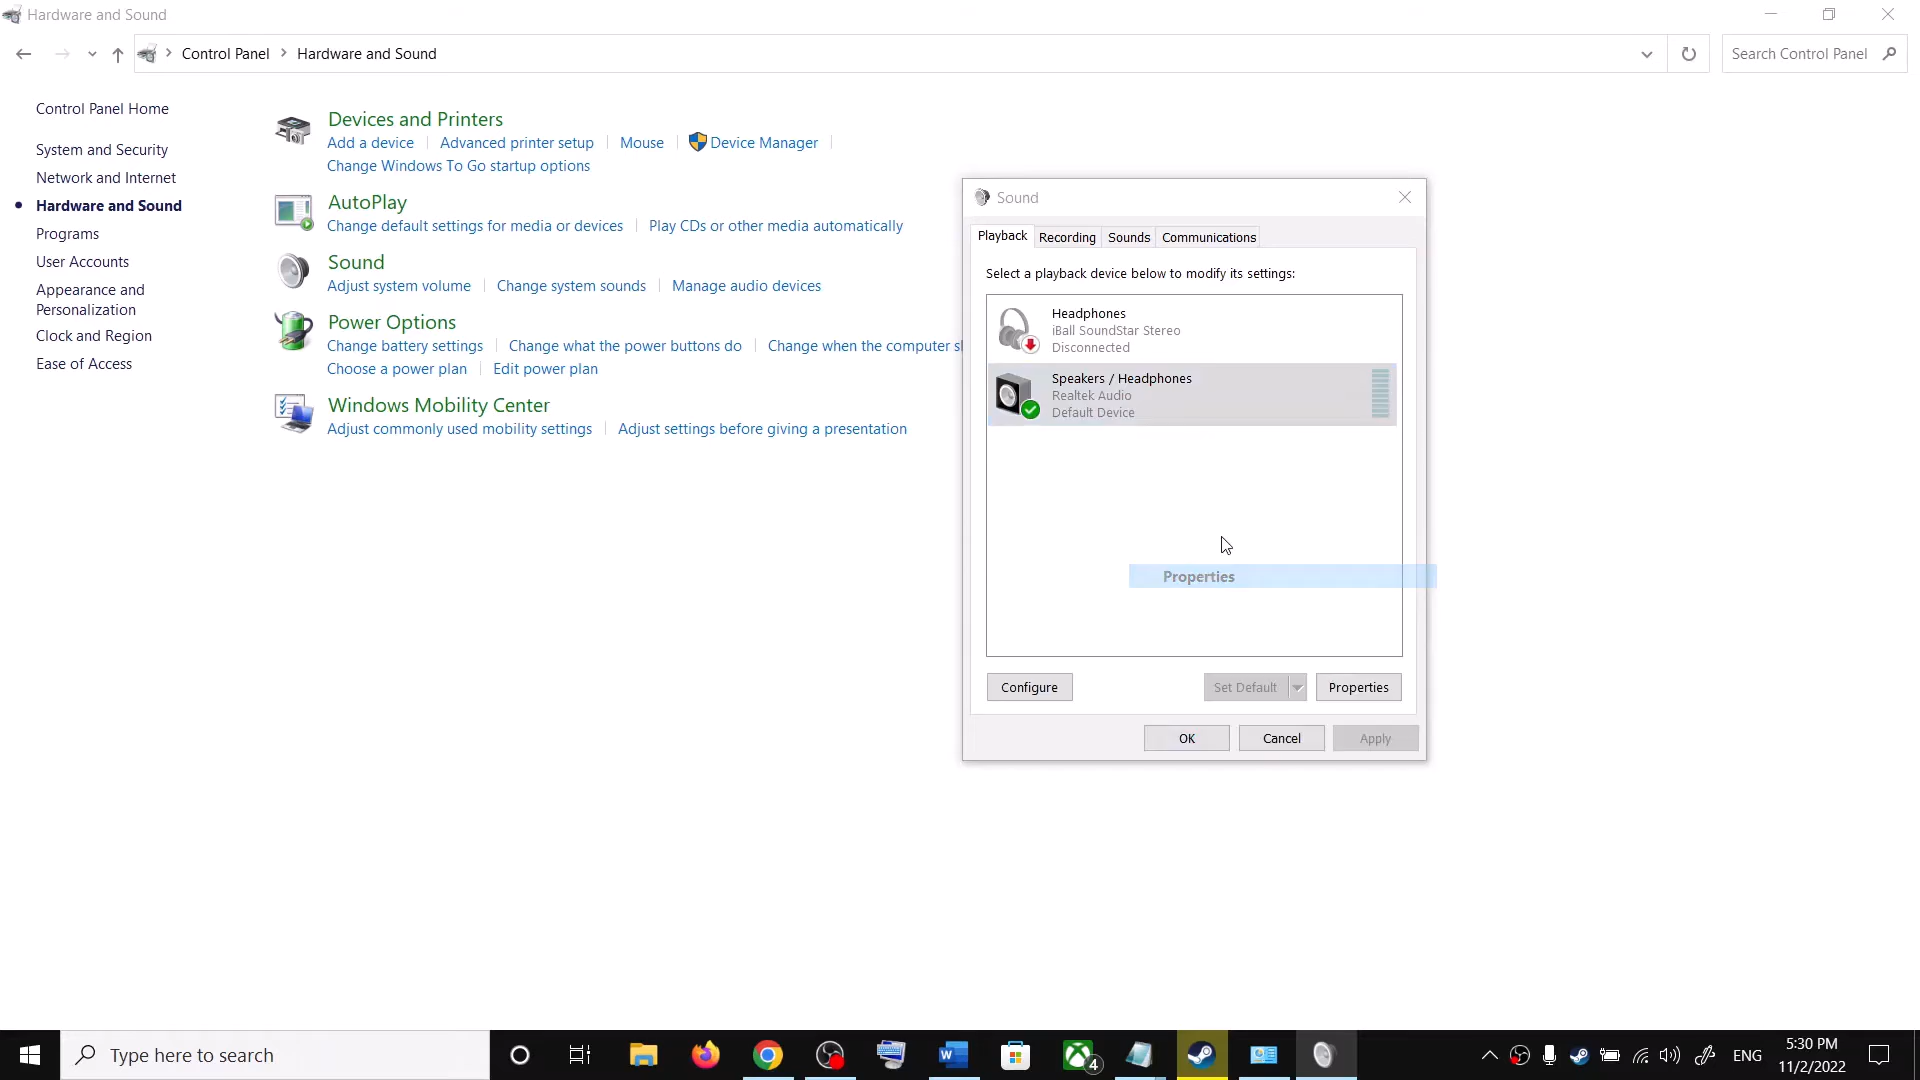 Hardware and Sound
Control Panel
Hardware and Sound
Search Control Panel
Control Panel Home
System and Security
Network and Internet
Hardware and Sound
Programs
User Accounts
Appearance and
Personalization
Clock and Region
Ease of Access
Devices and Printers
Add a device
Advanced printer setup
Mouse
Device Manager
Change Windows To Go startup options
AutoPlay
Change default settings for media or devices
Play CDs or other media automatically
Sound
Adjust system volume
Change system sounds
Manage audio devices
Power Options
Change battery settings
Change what the power buttons do
Change when the computer sl
Choose a power plan
Edit power plan
Windows Mobility Center
Adjust commonly used mobility settings
Adjust settings before giving a presentation
Sound
Playback
Recording
Sounds
Communications
Select a playback device below to modify its settings:
Headphones
iBall SoundStar Stereo
Disconnected
Speakers / Headphones
Realtek Audio
Default Device
Properties
Configure
Set Default
Properties
OK
Cancel
Apply
Type here to search
4
ENG
5:30 PM
11/2/2022